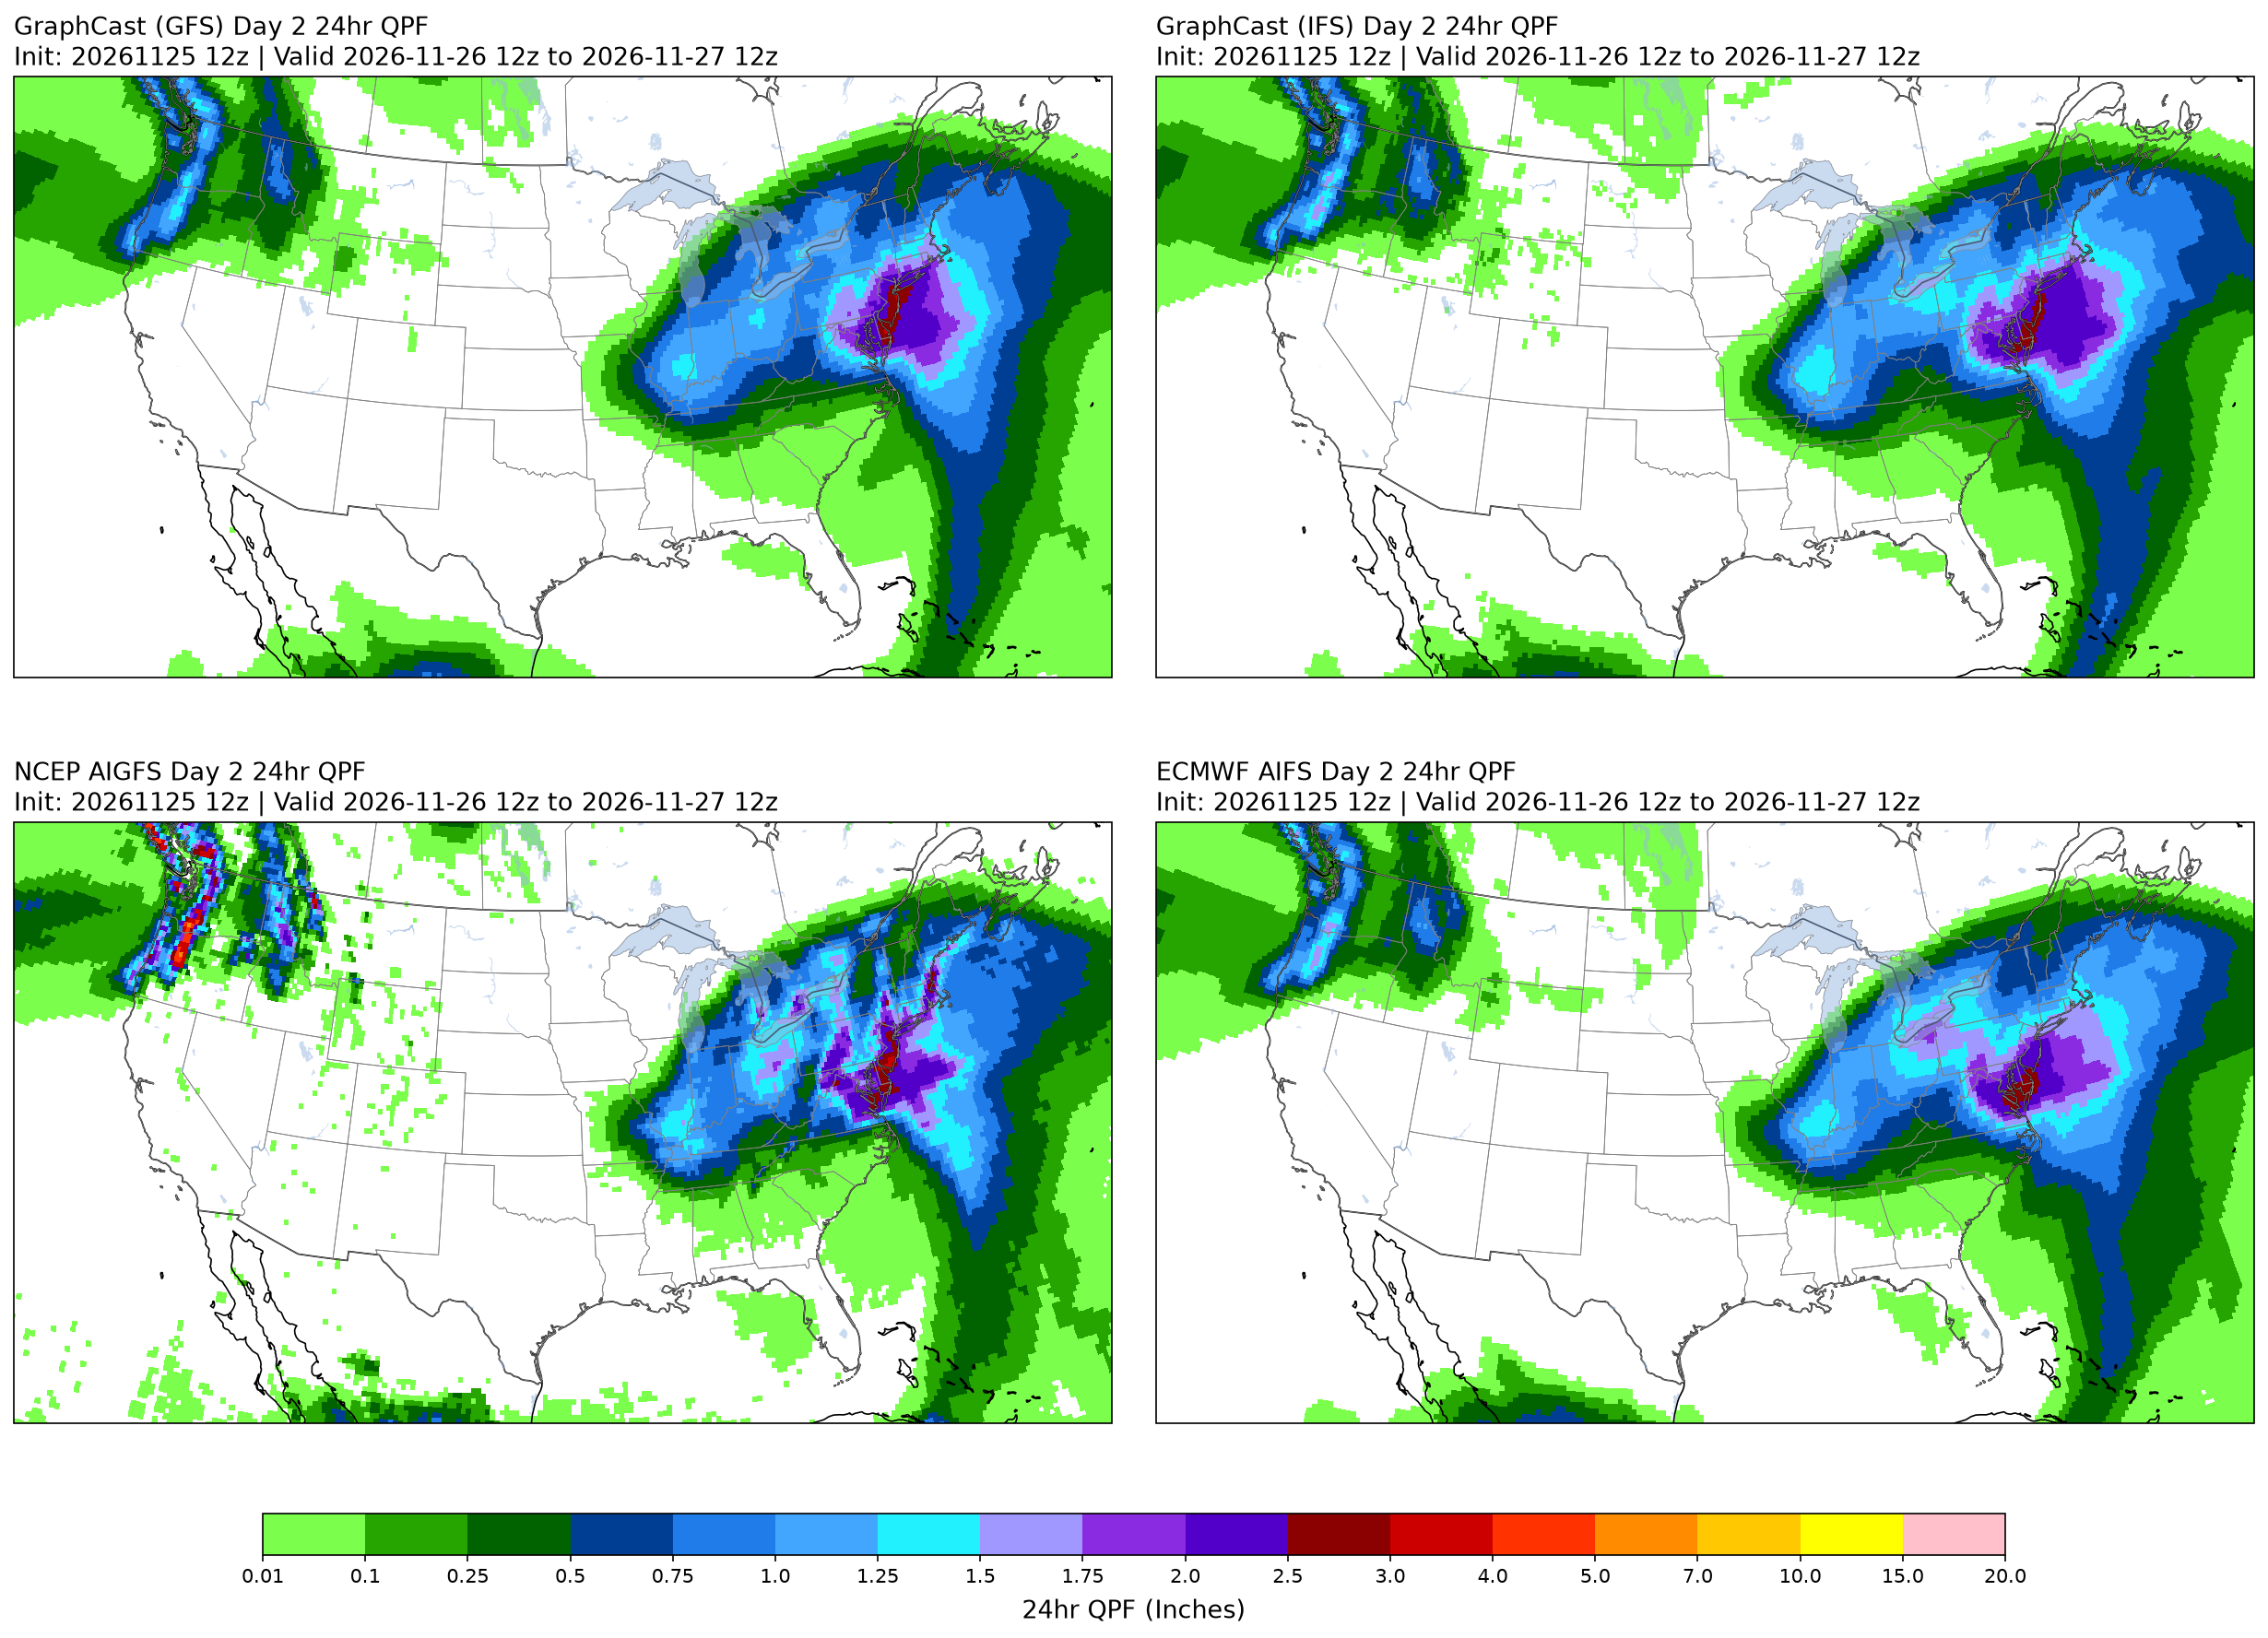 GraphCast (GFS) Day 2 24hr QPF
Init: 20261125 12z | Valid 2026-11-26 12z to 2026-11-27 12z
GraphCast (IFS) Day 2 24hr QPF
Init: 20261125 12z | Valid 2026-11-26 12z to 2026-11-27 12z
NCEP AIGFS Day 2 24hr QPF
Init: 20261125 12z | Valid 2026-11-26 12z to 2026-11-27 12z
ECMWF AIFS Day 2 24hr QPF
Init: 20261125 12z | Valid 2026-11-26 12z to 2026-11-27 12z
0.01 0.1 0.25 0.5 0.75 1.0 1.25 1.5 1.75 2.0 2.5 3.0 4.0 5.0 7.0 10.0 15.0 20.0
24hr QPF (Inches)